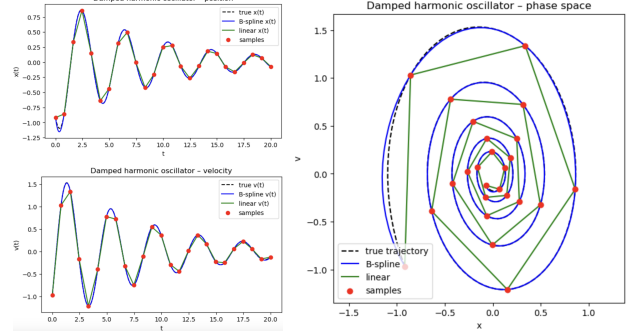 Damped harmonic oscillator – position
true x(t)
B-spline x(t)
linear x(t)
samples
x(t)
0.75
0.50
0.25
0.00
−0.25
−0.50
−0.75
−1.00
−1.25
0.0 2.5 5.0 7.5 10.0 12.5 15.0 17.5 20.0
t
Damped harmonic oscillator – velocity
true v(t)
B-spline v(t)
linear v(t)
samples
v(t)
1.5
1.0
0.5
0.0
−0.5
−1.0
0.0 2.5 5.0 7.5 10.0 12.5 15.0 17.5 20.0
t
Damped harmonic oscillator – phase space
v
1.5
1.0
0.5
0.0
−0.5
−1.0
true trajectory
B-spline
linear
samples
−1.5 −1.0 −0.5 0.0 0.5 1.0
x